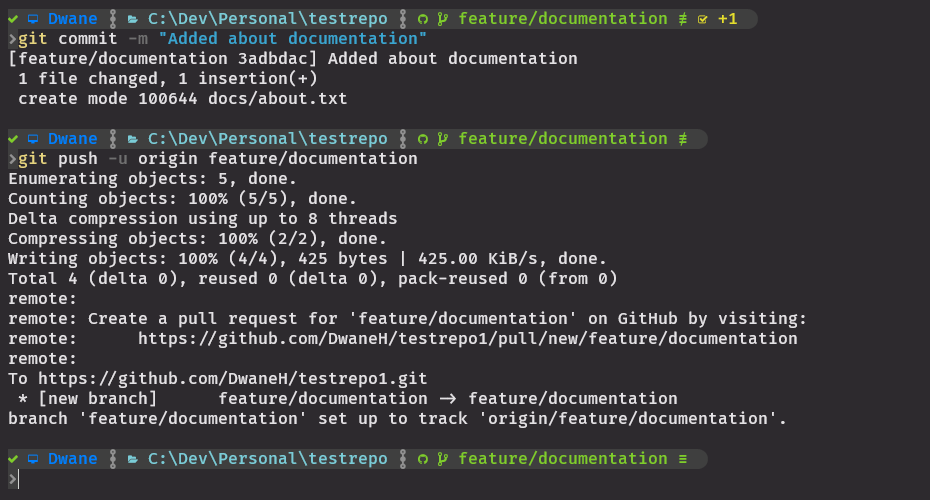 Dwane C:\Dev\Personal\testrepo feature/documentation ≢ +1
>git commit -m "Added about documentation"
[feature/documentation 3adbdac] Added about documentation
 1 file changed, 1 insertion(+)
 create mode 100644 docs/about.txt
Dwane C:\Dev\Personal\testrepo feature/documentation ≢
>git push -u origin feature/documentation
Enumerating objects: 5, done.
Counting objects: 100% (5/5), done.
Delta compression using up to 8 threads
Compressing objects: 100% (2/2), done.
Writing objects: 100% (4/4), 425 bytes | 425.00 KiB/s, done.
Total 4 (delta 0), reused 0 (delta 0), pack-reused 0 (from 0)
remote:
remote: Create a pull request for 'feature/documentation' on GitHub by visiting:
remote:      https://github.com/DwaneH/testrepo1/pull/new/feature/documentation
remote:
To https://github.com/DwaneH/testrepo1.git
 * [new branch]      feature/documentation -> feature/documentation
branch 'feature/documentation' set up to track 'origin/feature/documentation'.
Dwane C:\Dev\Personal\testrepo feature/documentation ≡
>